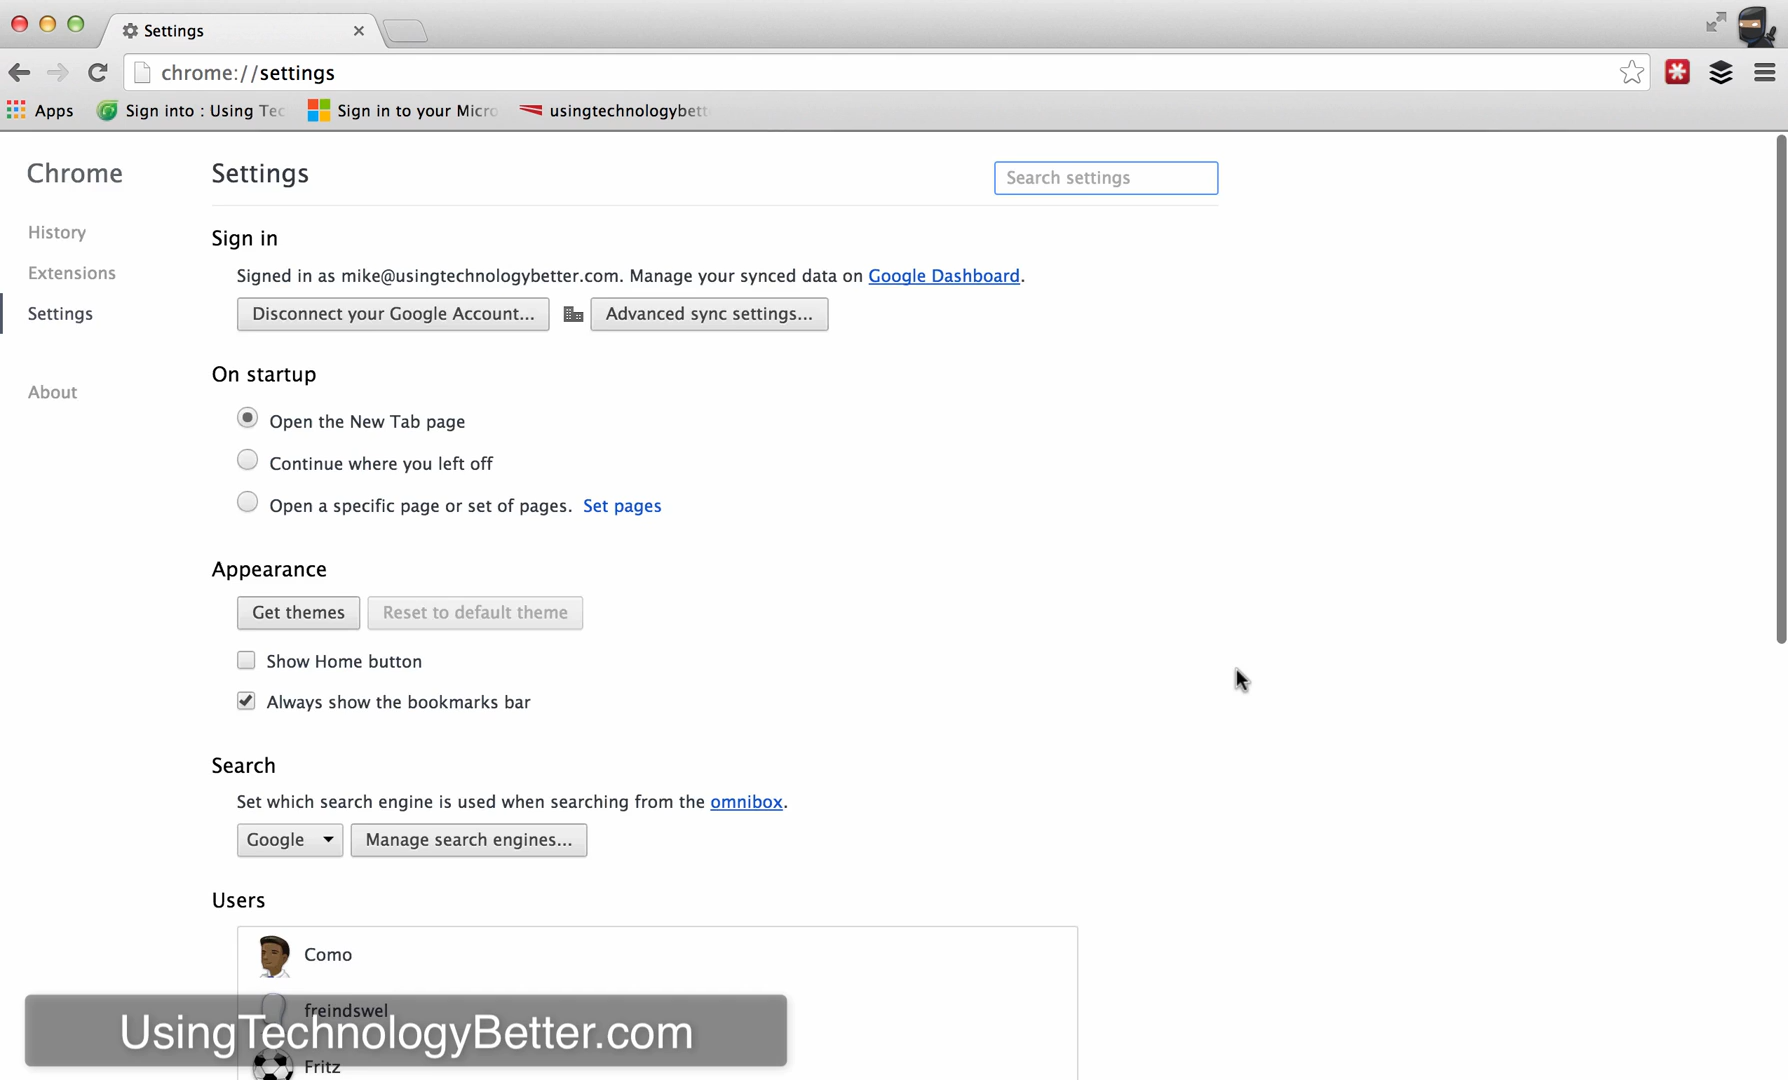 Settings
chrome://settings
Apps
Sign into : Using Tec
Sign in to your Micro
usingtechnologybett
Chrome
Settings
Search settings
History
Extensions
Settings
About
Sign in
Signed in as mike@usingtechnologybetter.com. Manage your synced data on Google Dashboard.
Disconnect your Google Account...
Advanced sync settings...
On startup
Open the New Tab page
Continue where you left off
Open a specific page or set of pages. Set pages
Appearance
Get themes
Reset to default theme
Show Home button
Always show the bookmarks bar
Search
Set which search engine is used when searching from the omnibox.
Google
Manage search engines...
Users
Como
freindswel
Fritz
UsingTechnologyBetter.com